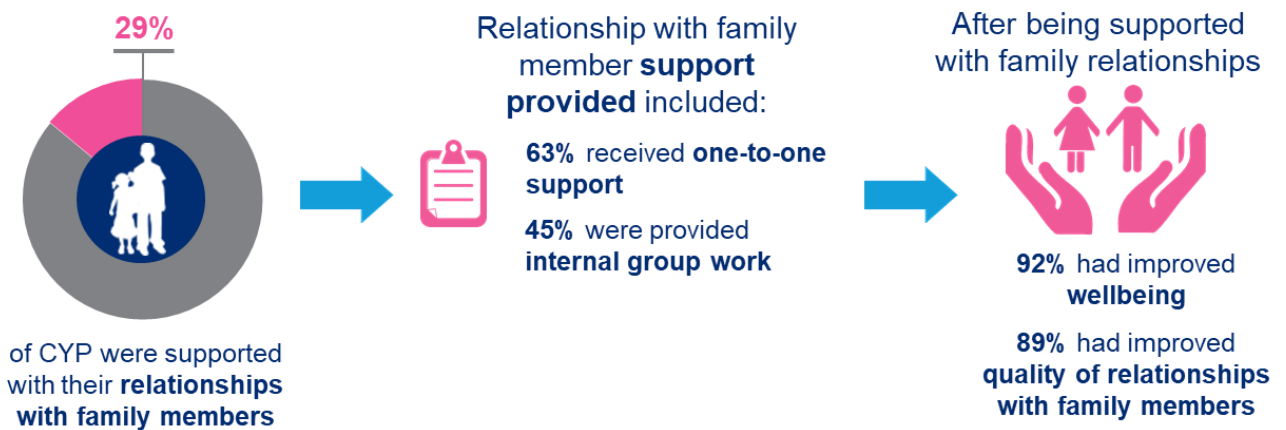 29%
of CYP were supported
with their relationships
with family members
Relationship with family
member support
provided included:
63% received one-to-one
support
45% were provided
internal group work
After being supported
with family relationships
92% had improved
wellbeing
89% had improved
quality of relationships
with family members